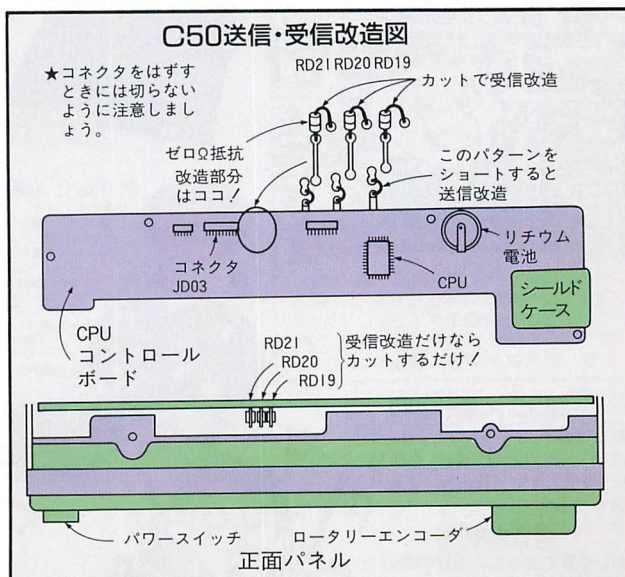 C50送信・受信改造図
★コネクタをはずす
ときには切らない
ように注意しまし
ょう。
RD21 RD20 RD19
カットで受信改造
ゼロΩ抵抗
改造部分
はココ!
このパターンを
ショートすると
送信改造
コネクタ
JD03
CPU
リチウム
電池
シールド
ケース
CPU
コントロール
ボード
RD21
RD20
RD19
受信改造だけなら
カットするだけ!
パワースイッチ
ロータリーエンコーダ
正面パネル